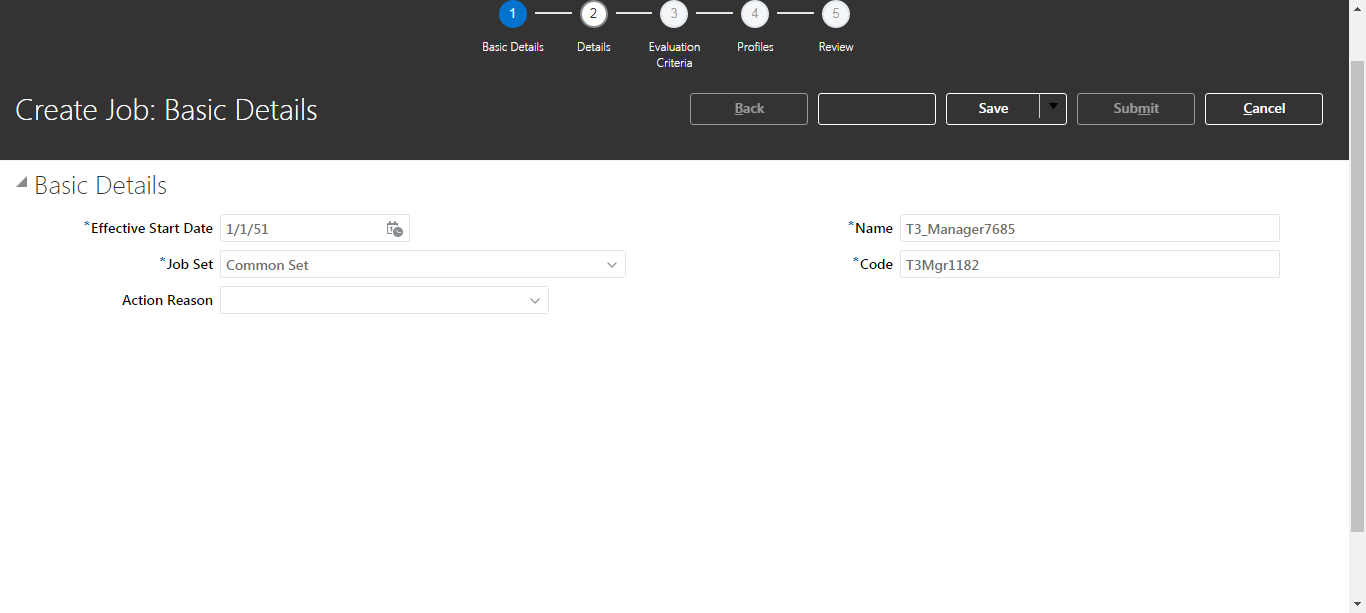 1 2 3 4 5
Basic Details Details Evaluation Criteria Profiles Review
Create Job: Basic Details
Back Save Submit Cancel
Basic Details
*Effective Start Date 1/1/51
*Name T3_Manager7685
*Job Set Common Set
*Code T3Mgr1182
Action Reason